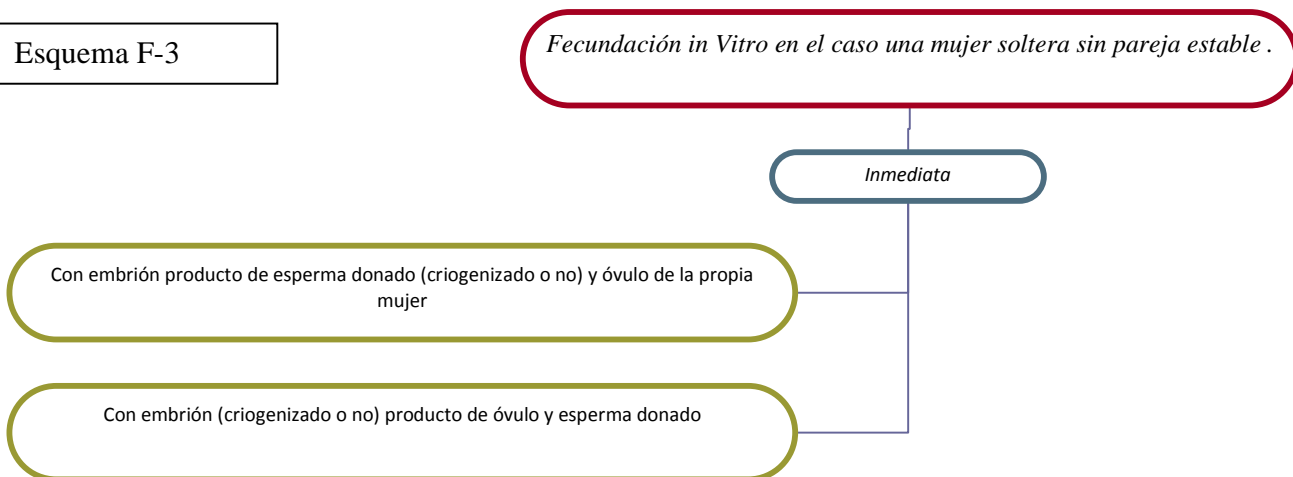 Esquema F-3
Fecundación in Vitro en el caso una mujer soltera sin pareja estable .
Inmediata
Con embrión producto de esperma donado (criogenizado o no) y óvulo de la propia
mujer
Con embrión (criogenizado o no) producto de óvulo y esperma donado